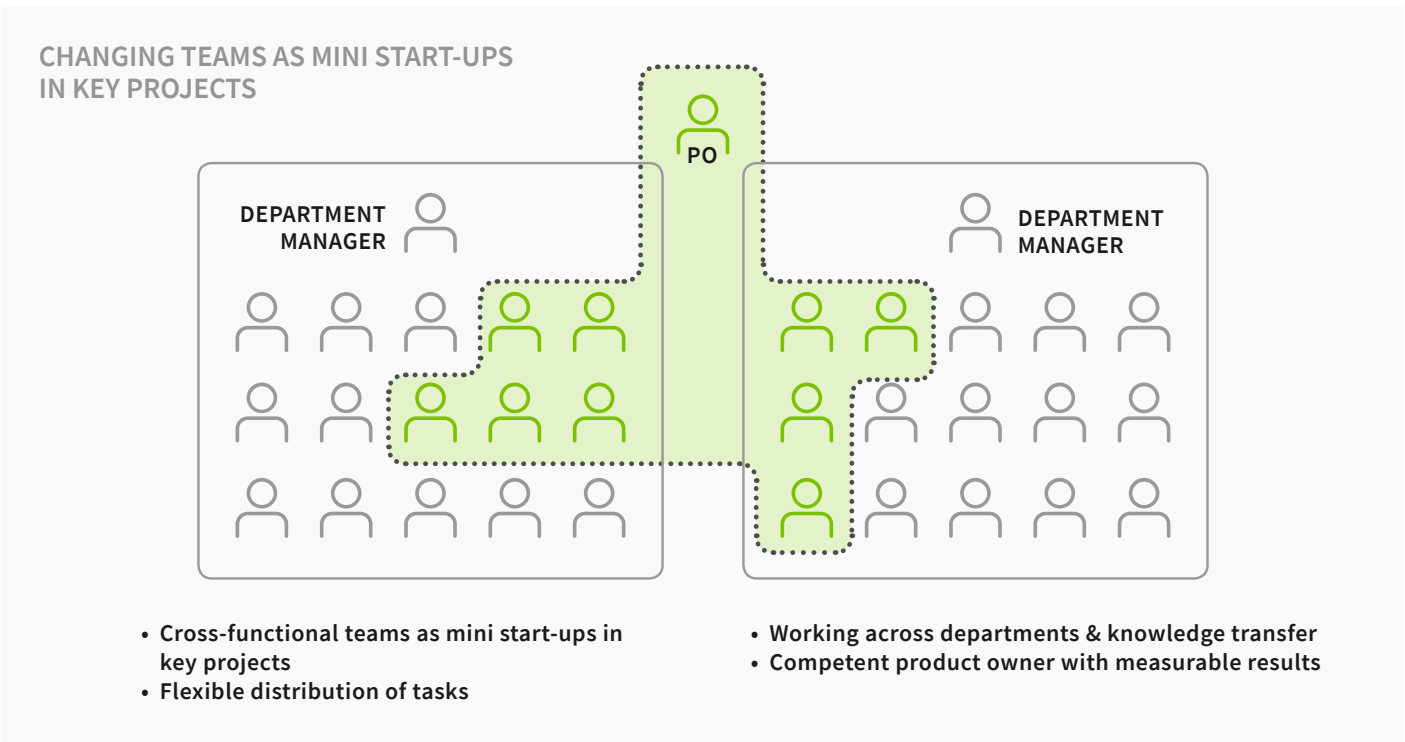 CHANGING TEAMS AS MINI START-UPS
IN KEY PROJECTS
PO
DEPARTMENT
MANAGER
DEPARTMENT
MANAGER
• Cross-functional teams as mini start-ups in
key projects
• Flexible distribution of tasks
• Working across departments & knowledge transfer
• Competent product owner with measurable results